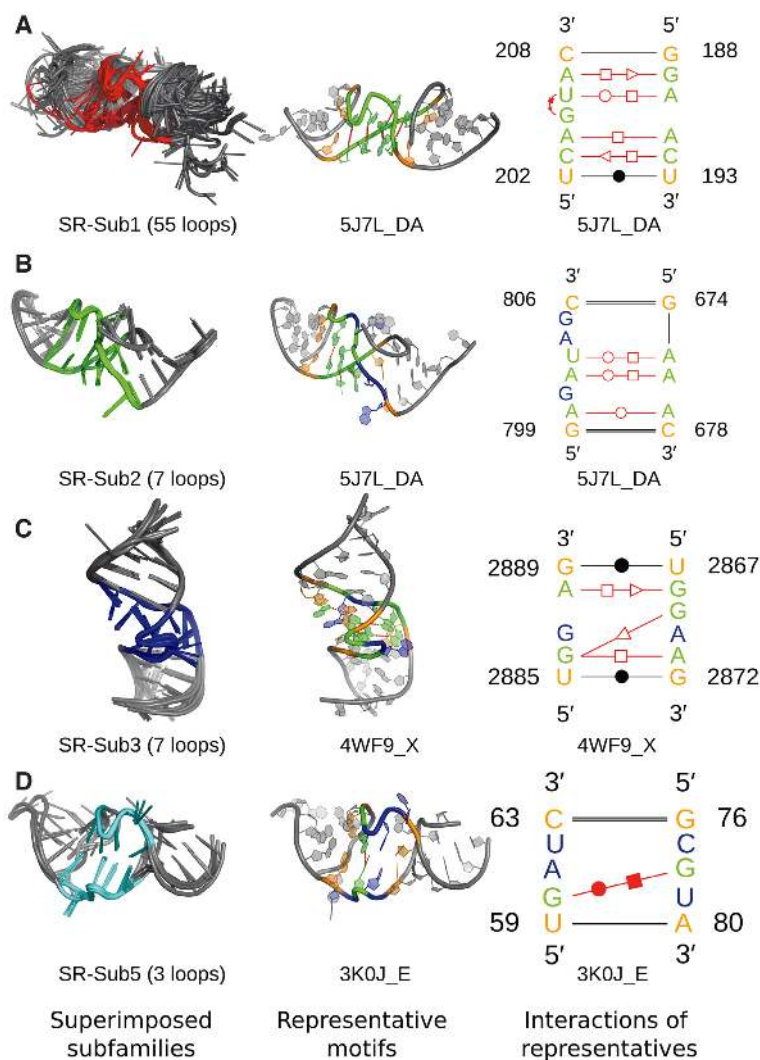 A
3′ 5′
208 C G 188
A G
U A
G
A A
C C
202 U U 193
5′ 3′
SR-Sub1 (55 loops) 5J7L_DA 5J7L_DA
B
3′ 5′
806 C G 674
G
A
U A
A A
G
A A
799 G C 678
5′ 3′
SR-Sub2 (7 loops) 5J7L_DA 5J7L_DA
C
3′ 5′
2889 G U 2867
A G
G
G A
G A
2885 U G 2872
5′ 3′
SR-Sub3 (7 loops) 4WF9_X 4WF9_X
D
3′ 5′
63 C G 76
U C
A G
G U
59 U A 80
5′ 3′
SR-Sub5 (3 loops) 3K0J_E 3K0J_E
Superimposed Representative Interactions of
subfamilies motifs representatives